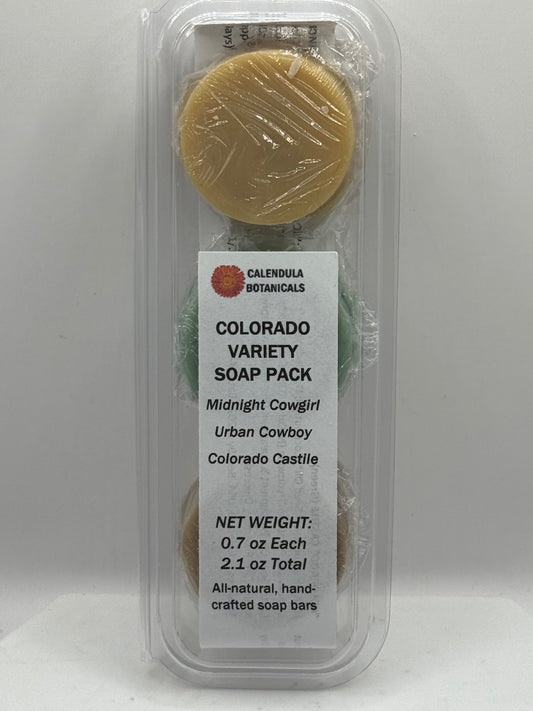 CALENDULA
BOTANICALS
COLORADO
VARIETY
SOAP PACK
Midnight Cowgirl
Urban Cowboy
Colorado Castile
NET WEIGHT:
0.7 oz Each
2.1 oz Total
All-natural, hand-
crafted soap bars